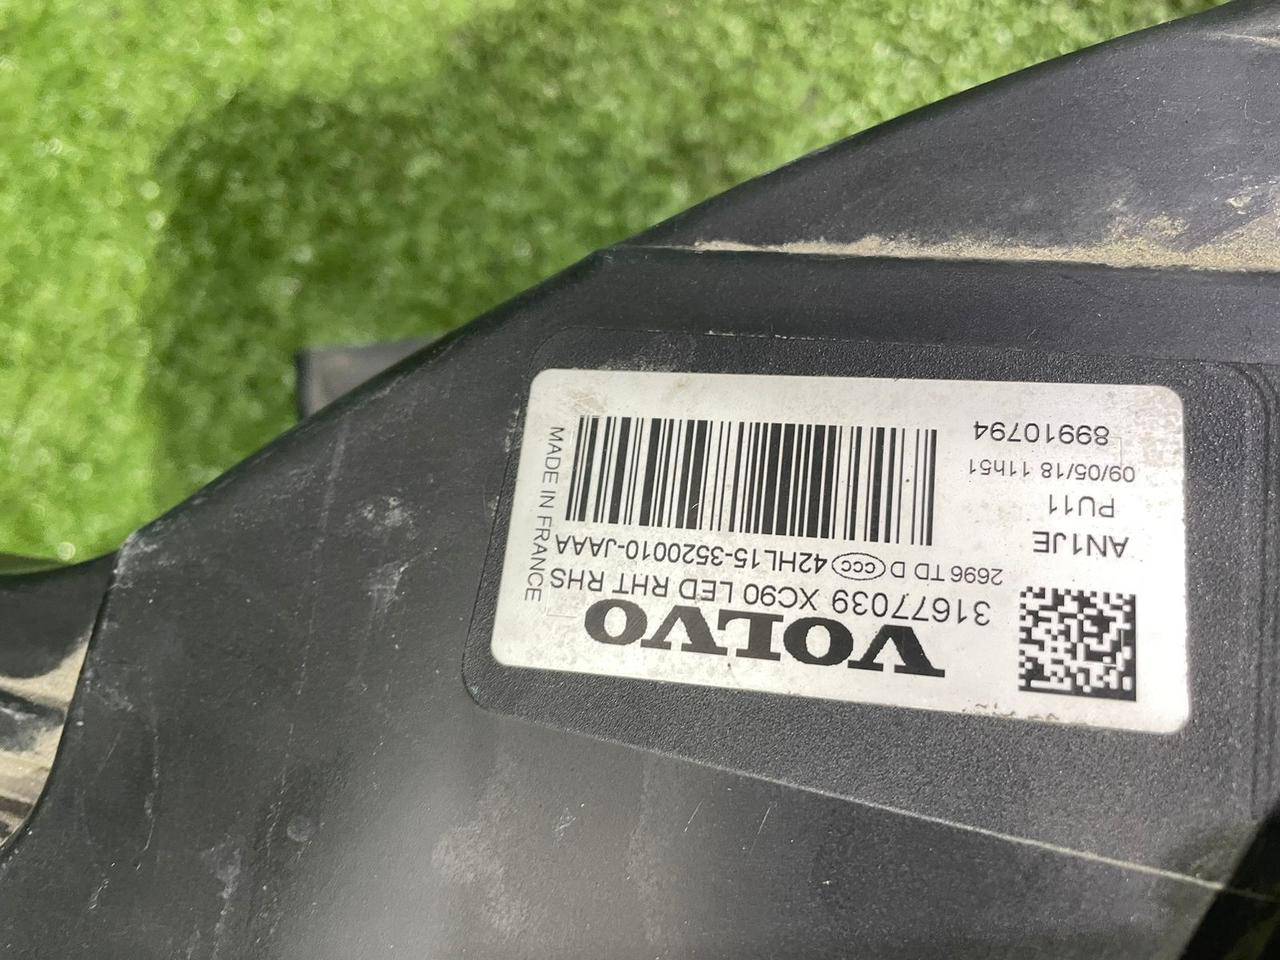 VOLVO
31677039 XC90 LED RHT RHS
2696 TD D CCC 42HL15-3520010-JAAA
AN1JE
PU11
09/05/18 11h51
89910794
MADE IN FRANCE